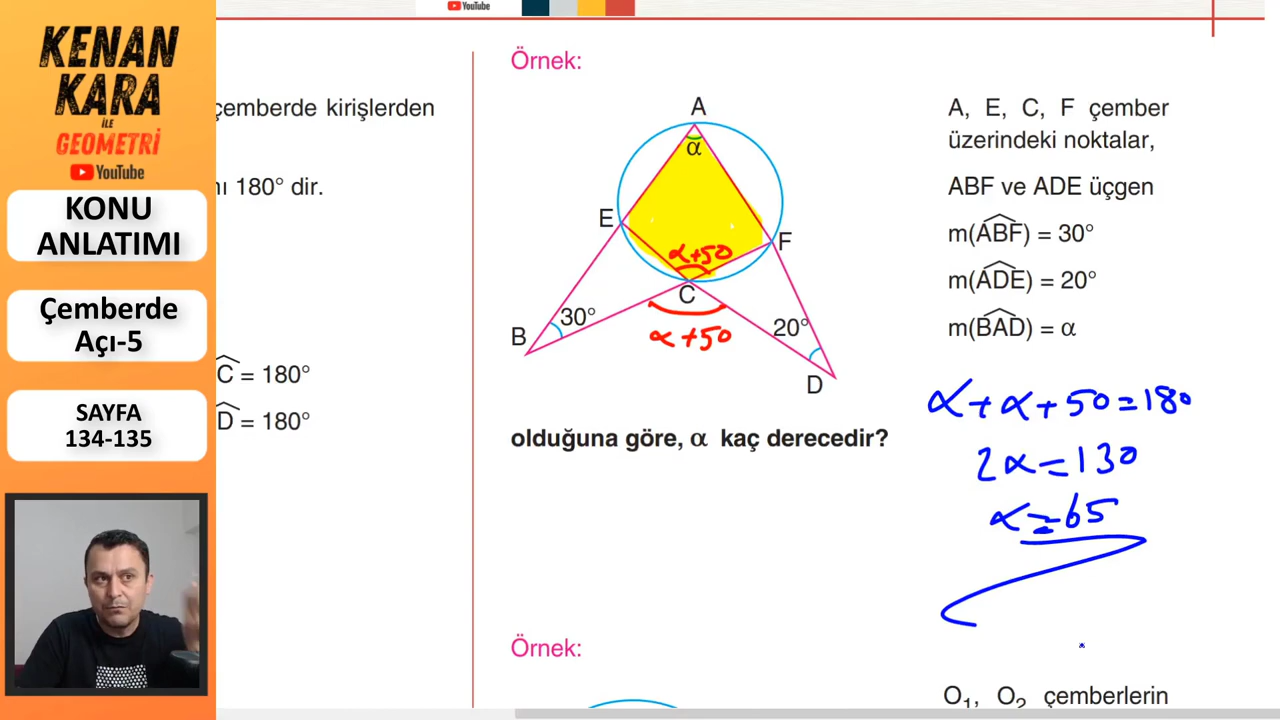 KENAN
KARA
İLE
GEOMETRİ
YouTube
KONU
ANLATIMI
Çemberde
Açı-5
SAYFA
134-135
YouTube
çemberde kirişlerden
180° dir.
C = 180°
D = 180°
Örnek:
A
α
E
F
α+50
C
30°
20°
B
α+50
D
A, E, C, F çember
üzerindeki noktalar,
ABF ve ADE üçgen
m(ABF) = 30°
m(ADE) = 20°
m(BAD) = α
olduğuna göre, α kaç derecedir?
α+α+50=180
2α=130
α=65
Örnek:
O₁, O₂ çemberlerin